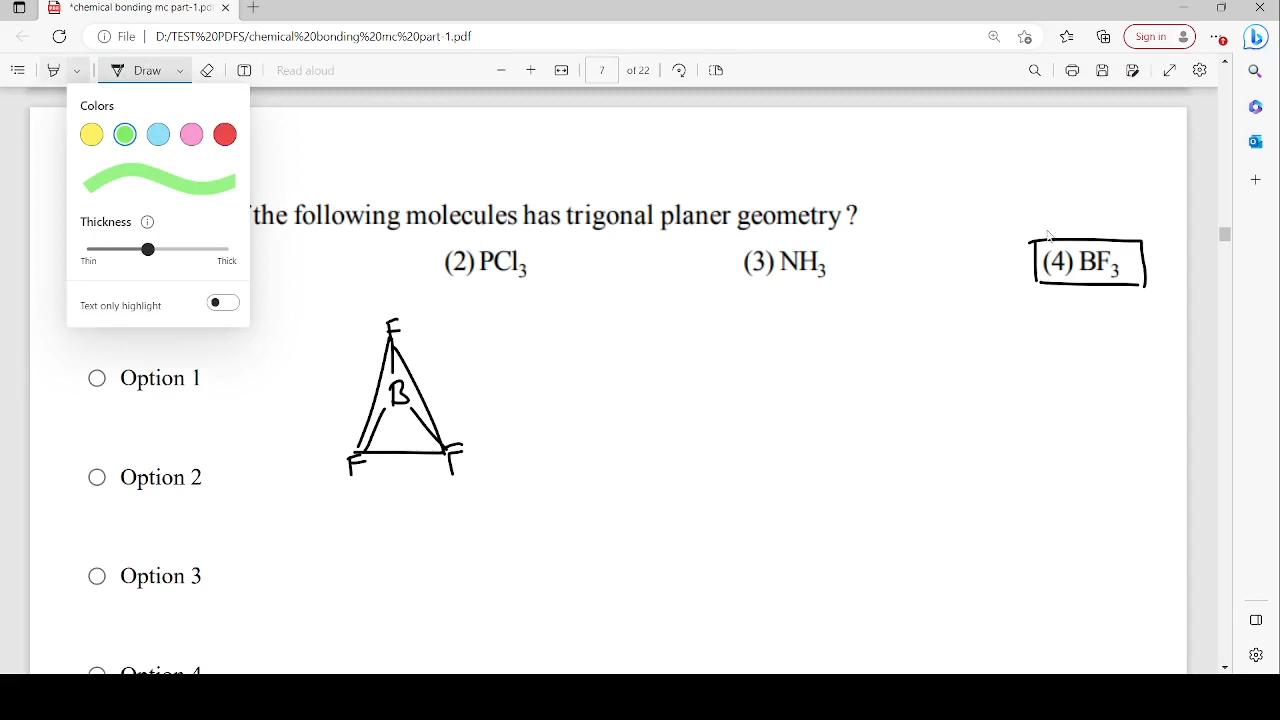 *chemical bonding mc part-1.pd
File | D:/TEST%20PDFS/chemical%20bonding%20mc%20part-1.pdf
Sign in
Draw
Read aloud
7 of 22
Colors
Thickness
Thin Thick
Text only highlight
the following molecules has trigonal planer geometry ?
(2) PCl3 (3) NH3 (4) BF3
F
B
F F
Option 1
Option 2
Option 3